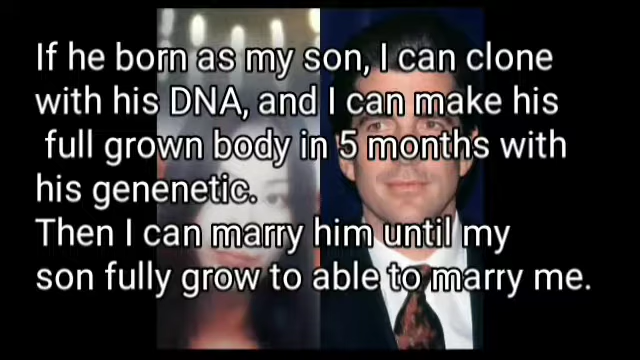 If he born as my son, I can clone
with his DNA, and I can make his
full grown body in 5 months with
his genenetic.
Then I can marry him until my
son fully grow to able to marry me.